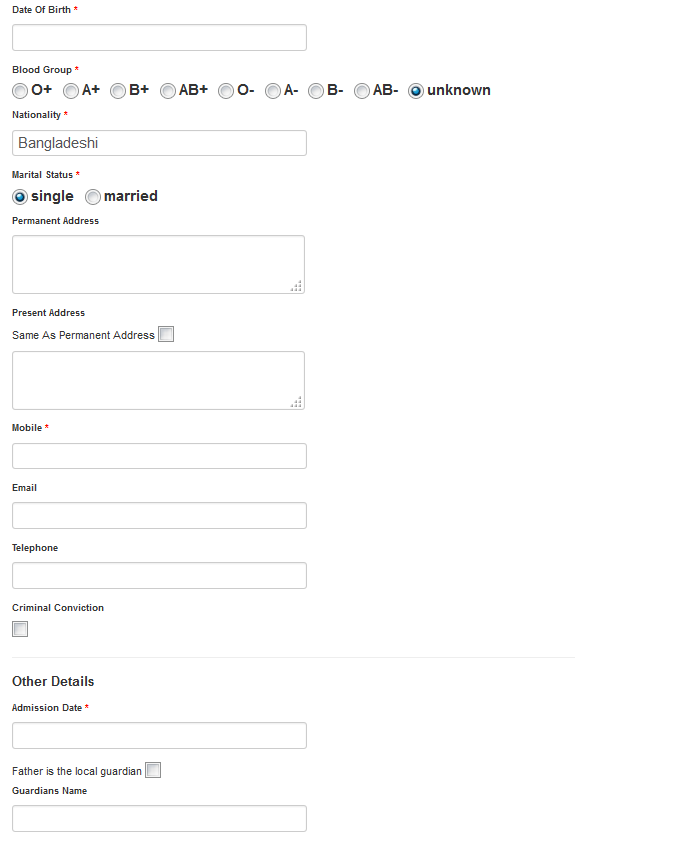 Date Of Birth *
Blood Group *
O+ A+ B+ AB+ O- A- B- AB- unknown
Nationality *
Bangladeshi
Marital Status *
single married
Permanent Address
Present Address
Same As Permanent Address
Mobile *
Email
Telephone
Criminal Conviction
Other Details
Admission Date *
Father is the local guardian
Guardians Name